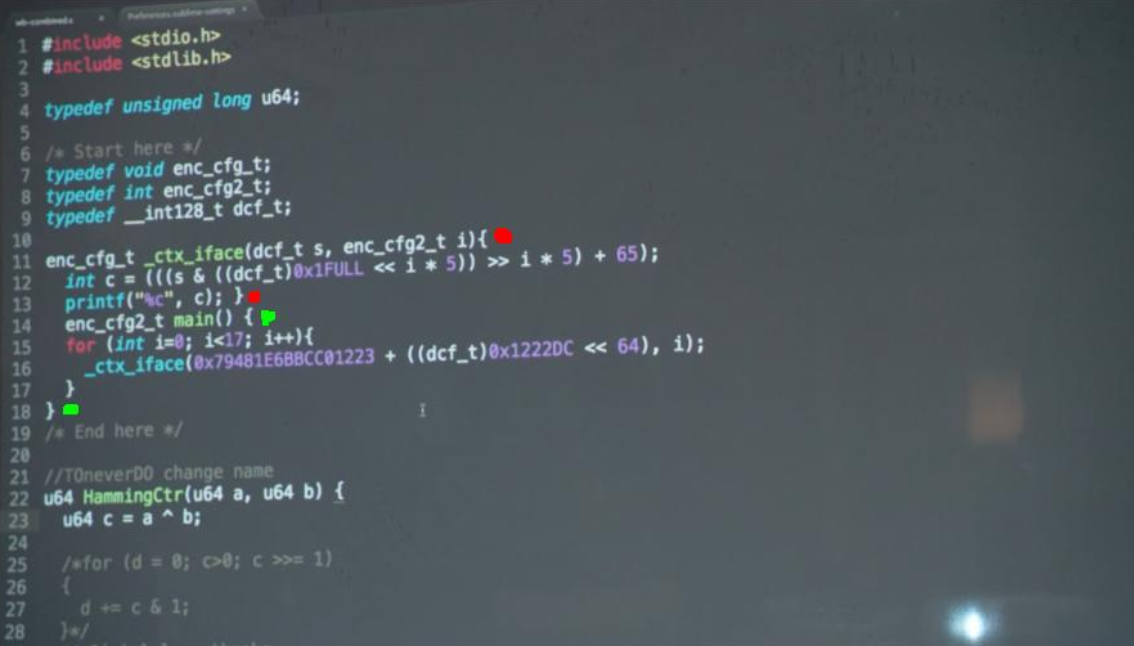 wb-combined.c × Preferences.sublime-settings ×
1 #include <stdio.h>
2 #include <stdlib.h>
3
4 typedef unsigned long u64;
5
6 /* Start here */
7 typedef void enc_cfg_t;
8 typedef int enc_cfg2_t;
9 typedef __int128_t dcf_t;
10
11 enc_cfg_t _ctx_iface(dcf_t s, enc_cfg2_t i){
12 int c = (((s & ((dcf_t)0x1FULL << i * 5)) >> i * 5) + 65);
13 printf("%c", c); }
14 enc_cfg2_t main() {
15 for (int i=0; i<17; i++){
16 _ctx_iface(0x79481E6BBCC01223 + ((dcf_t)0x1222DC << 64), i);
17 }
18 }
19 /* End here */
20
21 //TOneverDO change name
22 u64 HammingCtr(u64 a, u64 b) {
23 u64 c = a ^ b;
24
25 /*for (d = 0; c>0; c >>= 1)
26 {
27 d += c & 1;
28 }*/